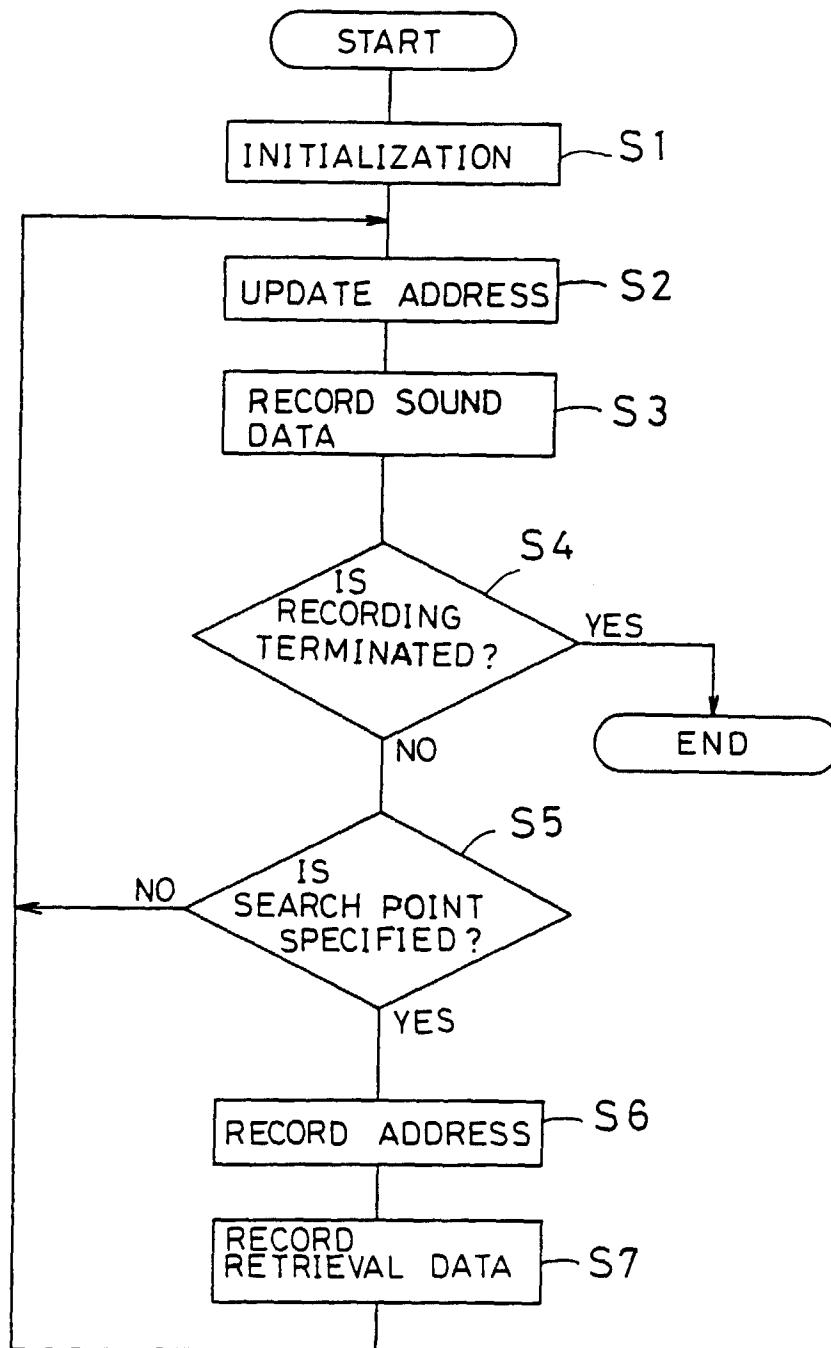 START
INITIALIZATION
S1
UPDATE ADDRESS
S2
RECORD SOUND
DATA
S3
S4
IS
RECORDING
TERMINATED?
YES
END
NO
S5
IS
SEARCH POINT
SPECIFIED?
NO
YES
RECORD ADDRESS
S6
RECORD
RETRIEVAL DATA
S7